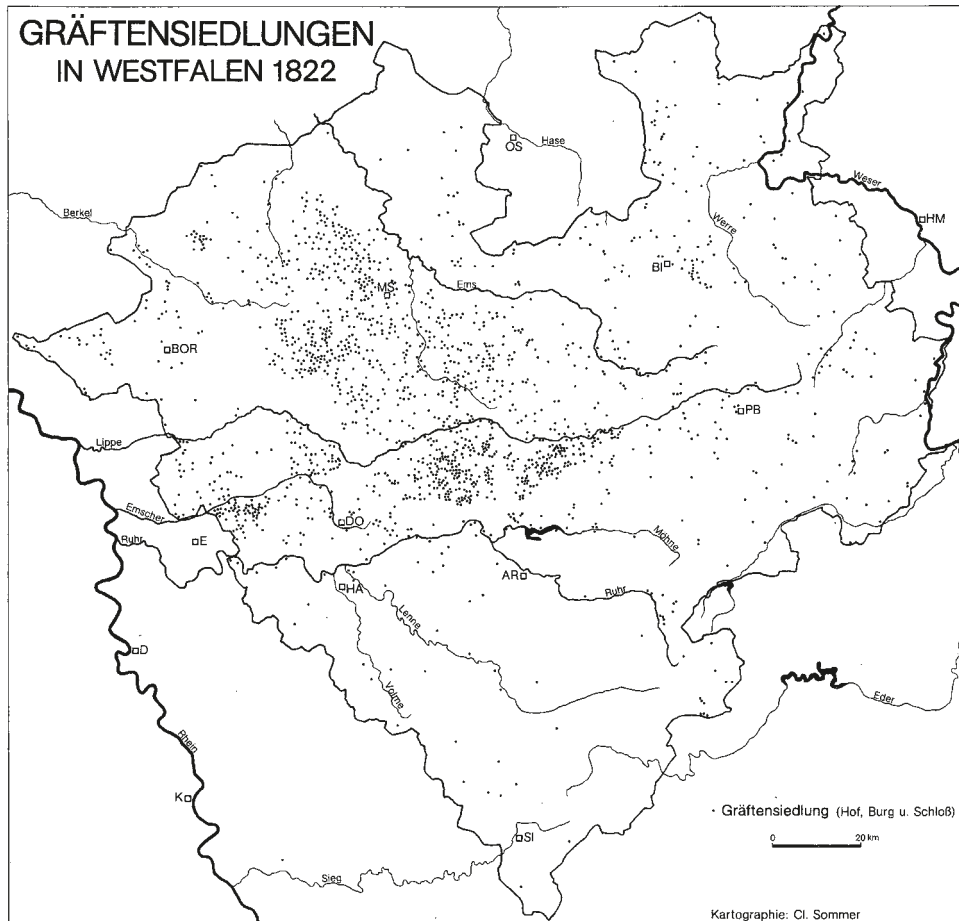 GRÄFTENSIEDLUNGEN
IN WESTFALEN 1822
OS
Hase
Weser
Berkel
Werre
HM
BI
MS
Ems
BOR
PB
Lippe
Emscher
DO
Ruhr
E
Möhne
AR
HA
Ruhr
Lenne
D
Volme
Eder
Rhein
K
• Gräftensiedlung (Hof, Burg u. Schloß)
SI
0 20 km
Sieg
Kartographie: Cl. Sommer